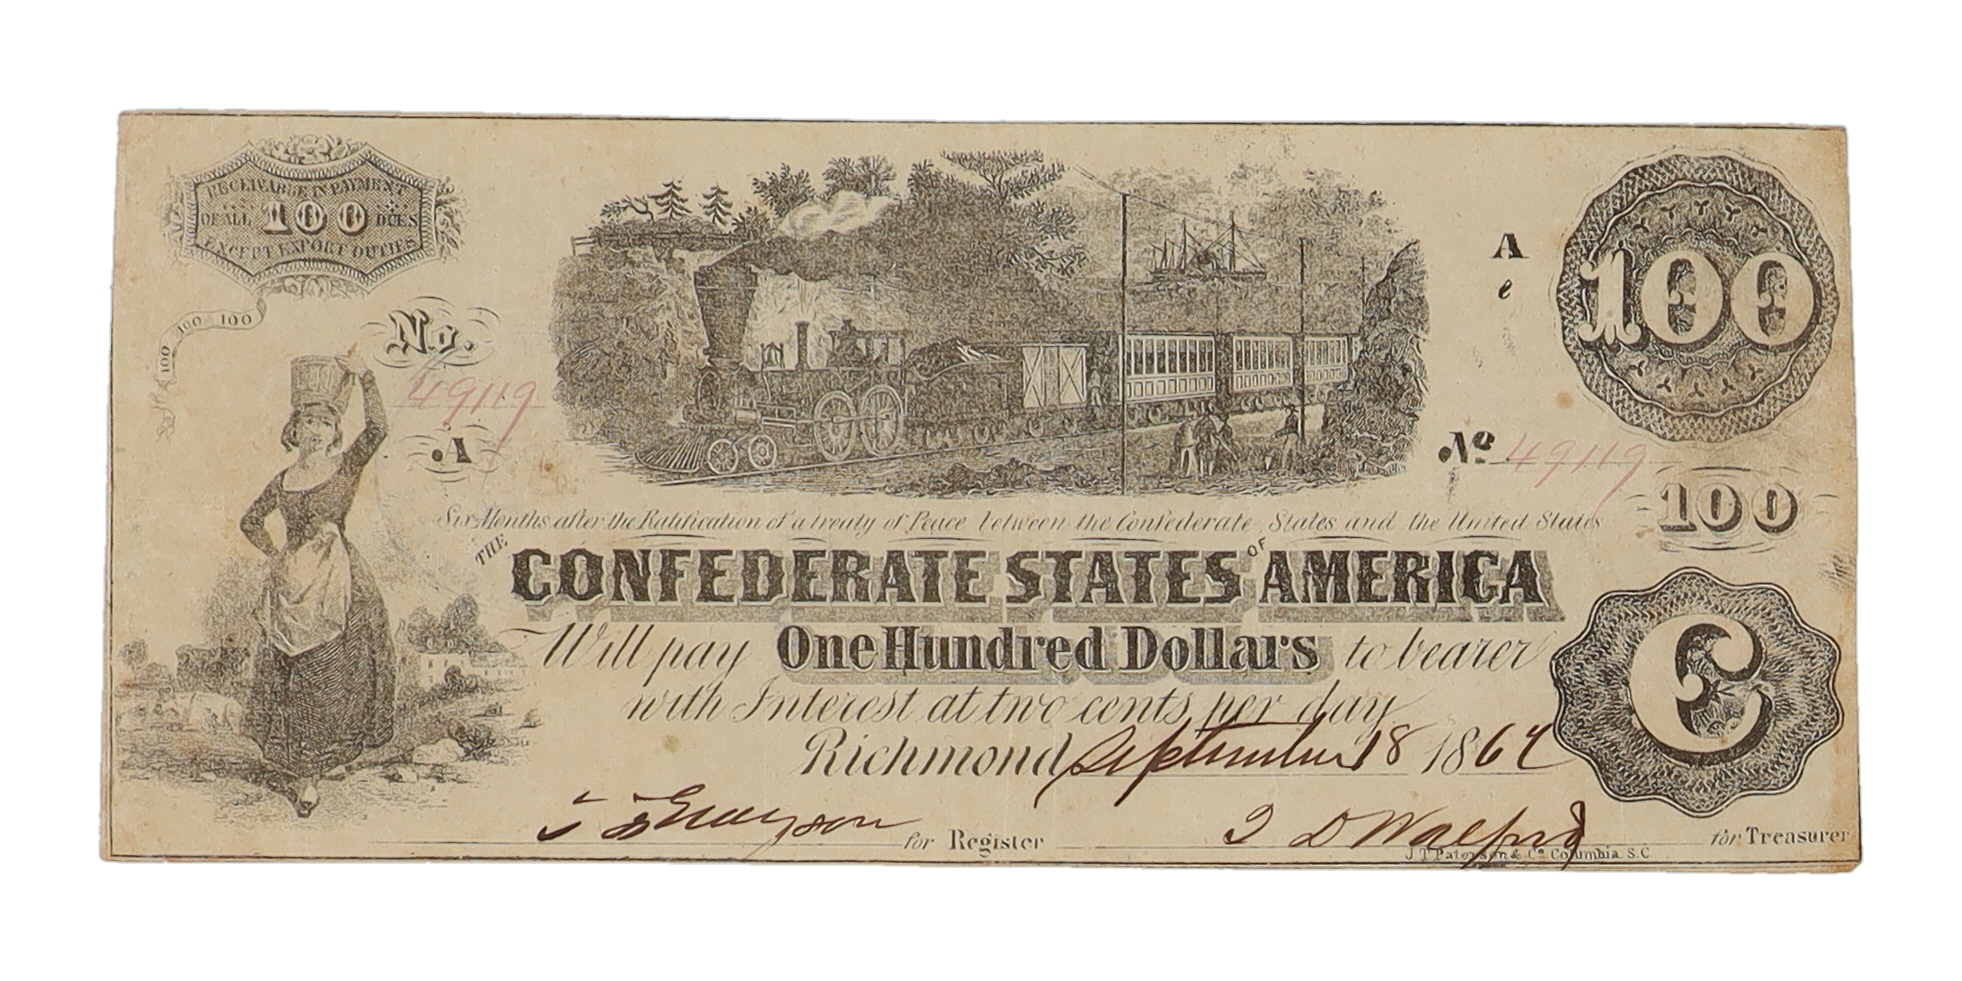 RECEIVABLE IN PAYMENT
OF ALL 100 DUES
EXCEPT EXPORT DUTIES
100 100 100
No.
49119
A
A
e
100
No 49119
100
Six Months after the Ratification of a treaty of Peace between the Confederate States and the United States
THE CONFEDERATE STATES OF AMERICA
Will pay One Hundred Dollars to bearer
with Interest at two cents per day
Richmond September 18 1862
C
Grayson for Register
J D Walford for Treasurer
J T Paterson & Co Columbia S.C